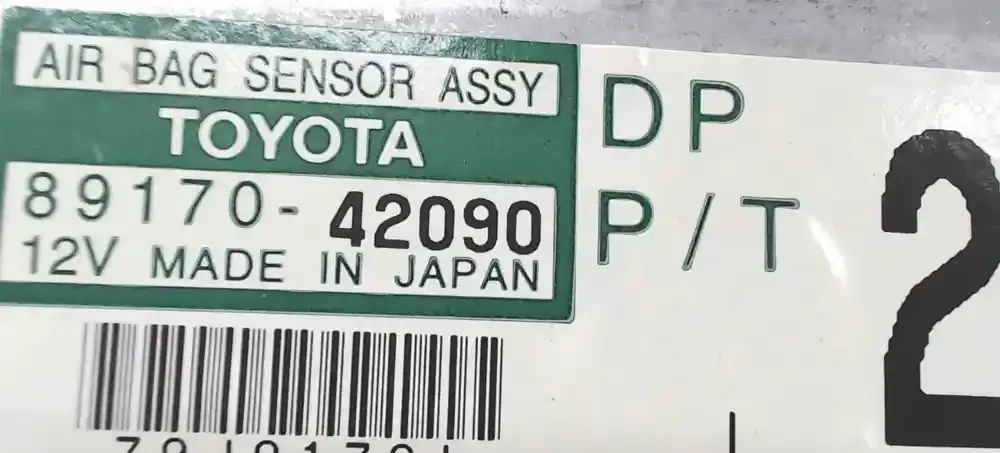 AIR BAG SENSOR ASSY
TOYOTA
89170-42090
12V MADE IN JAPAN
DP
P/T
2